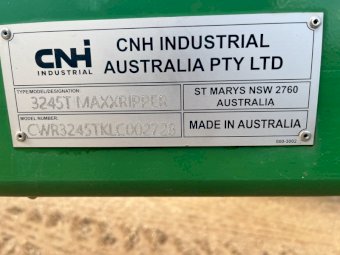 CNH
INDUSTRIAL
CNH INDUSTRIAL
AUSTRALIA PTY LTD
TYPE/MODEL/DESIGNATION:
3245T MAXXRIPPER
ST MARYS NSW 2760
AUSTRALIA
MODEL NUMBER:
CWR3245TKLC002728
MADE IN AUSTRALIA